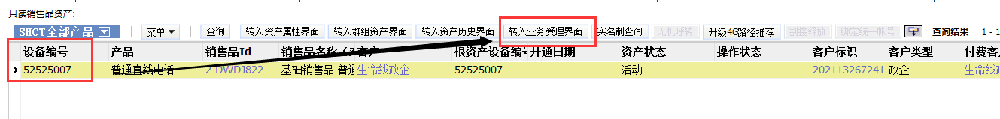 只读销售品资产:
SHCT全部产品 菜单 查询 转入资产属性界面 转入群组资产界面 转入资产历史界面 转入业务受理界面 实名制查询 无机呼转 升级4G路径推荐 割接释放 绑定统一帐号 查询结果 1 - 1
设备编号 产品 销售品Id 销售品名称 客户 根资产设备编号 开通日期 资产状态 操作状态 客户标识 客户类型 付费客
52525007 普通直线电话 2-DWDJ822 基础销售品-普通 生命线政企 52525007 活动 202113267241 政企 生命线